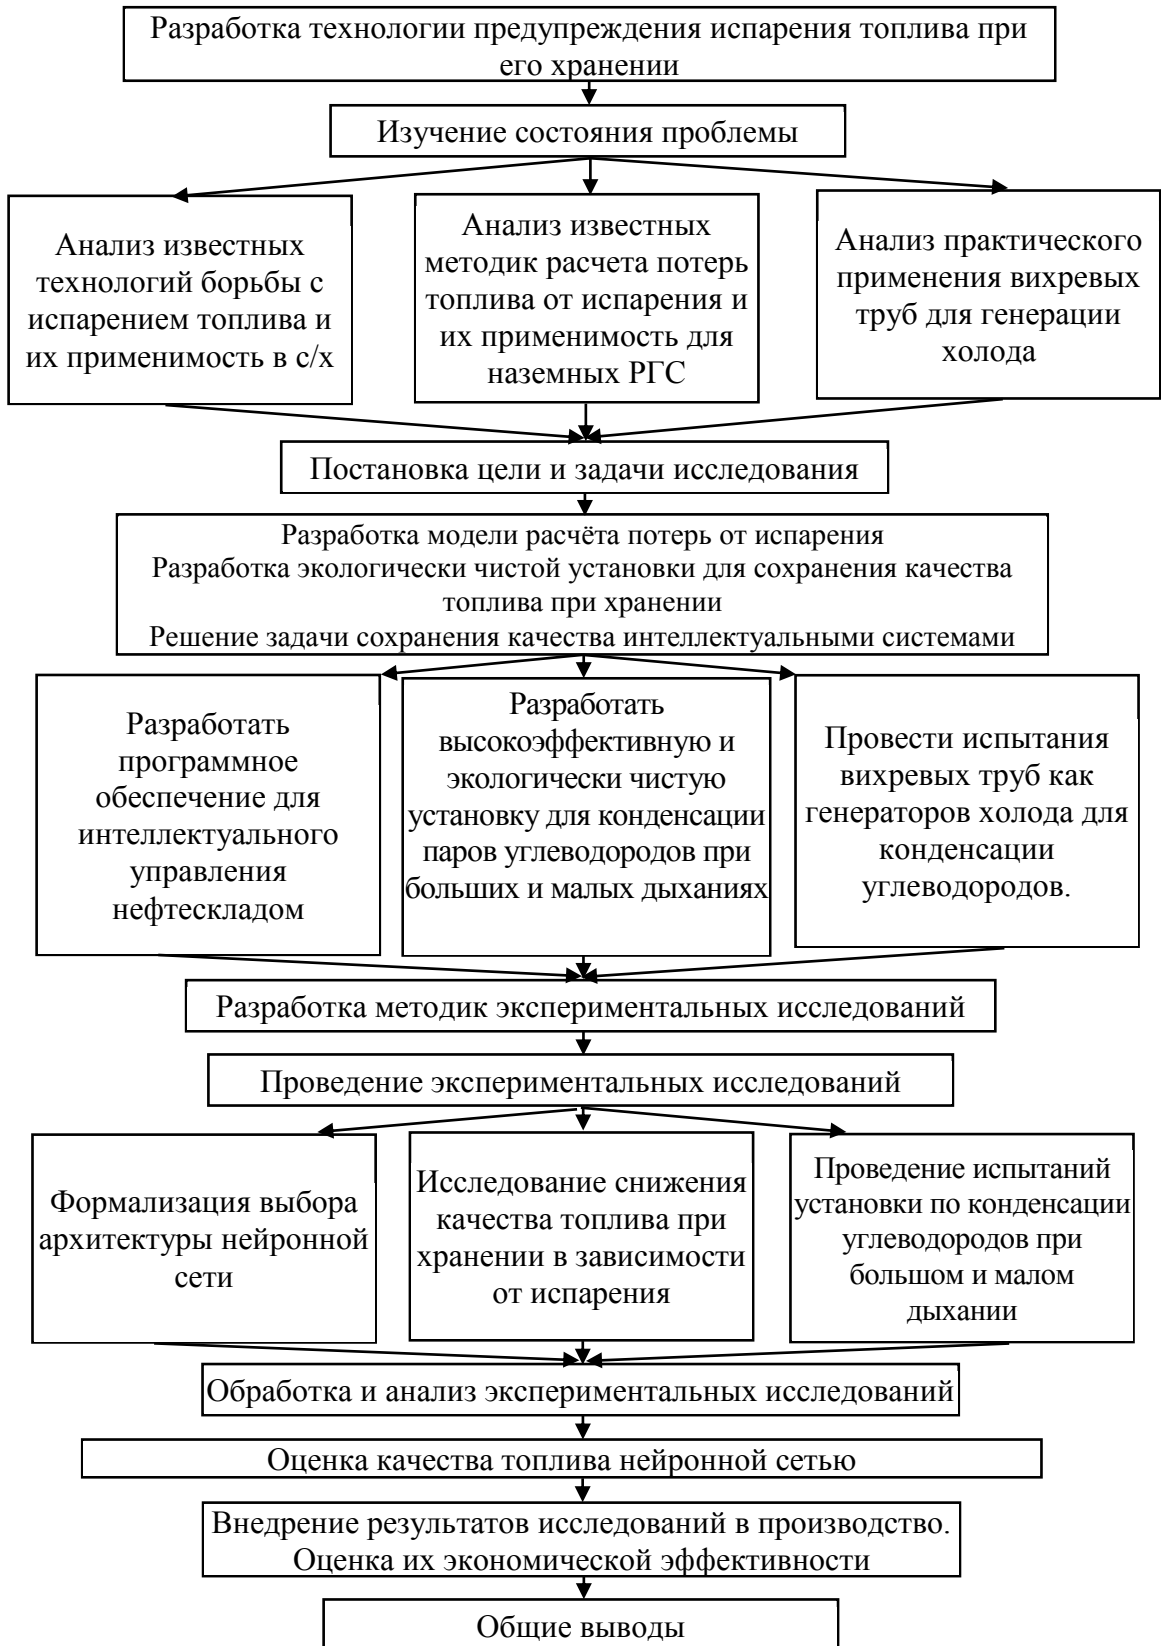 Разработка технологии предупреждения испарения топлива при
его хранении
Изучение состояния проблемы
Анализ известных
технологий борьбы с
испарением топлива и
их применимость в с/х
Анализ известных
методик расчета потерь
топлива от испарения и
их применимость для
наземных РГС
Анализ практического
применения вихревых
труб для генерации
холода
Постановка цели и задачи исследования
Разработка модели расчёта потерь от испарения
Разработка экологически чистой установки для сохранения качества
топлива при хранении
Решение задачи сохранения качества интеллектуальными системами
Разработать
программное
обеспечение для
интеллектуального
управления
нефтескладом
Разработать
высокоэффективную и
экологически чистую
установку для конденсации
паров углеводородов при
больших и малых дыханиях
Провести испытания
вихревых труб как
генераторов холода для
конденсации
углеводородов.
Разработка методик экспериментальных исследований
Проведение экспериментальных исследований
Формализация выбора
архитектуры нейронной
сети
Исследование снижения
качества топлива при
хранении в зависимости
от испарения
Проведение испытаний
установки по конденсации
углеводородов при
большом и малом
дыхании
Обработка и анализ экспериментальных исследований
Оценка качества топлива нейронной сетью
Внедрение результатов исследований в производство.
Оценка их экономической эффективности
Общие выводы